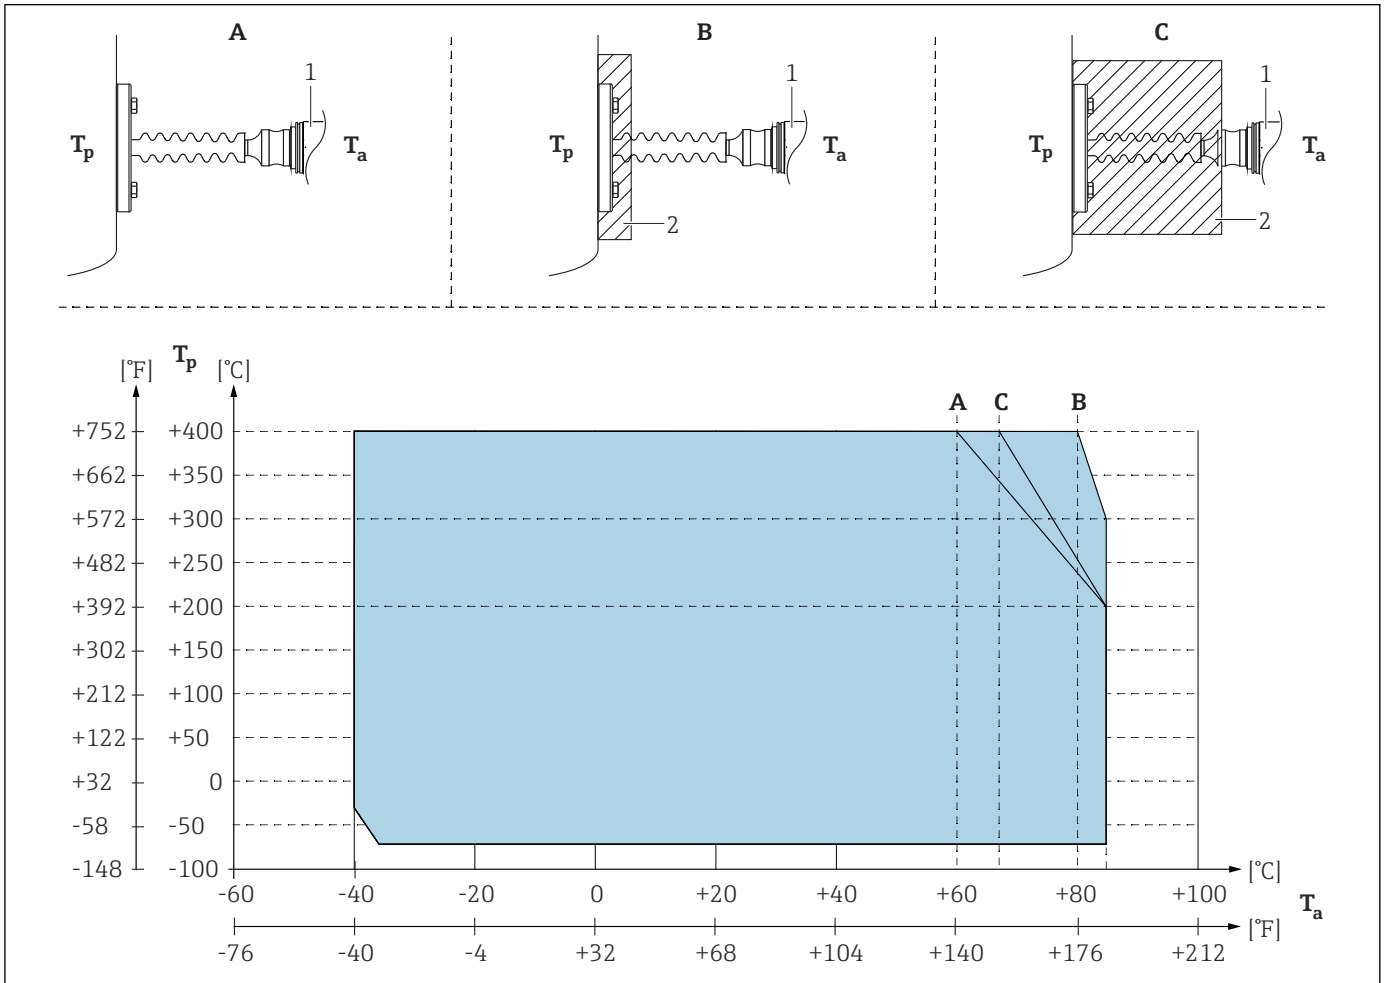 A B C
1 1 1
Tp Ta Tp Ta Tp Ta
2 2 2
[°F] Tp [°C]
A C B
+752 +400
+662 +350
+572 +300
+482 +250
+392 +200
+302 +150
+212 +100
+122 +50
+32 0
-58 -50
-148 -100
-60 -40 -20 0 +20 +40 +60 +80 +100 [°C]
Ta
-76 -40 -4 +32 +68 +104 +140 +176 +212 [°F]